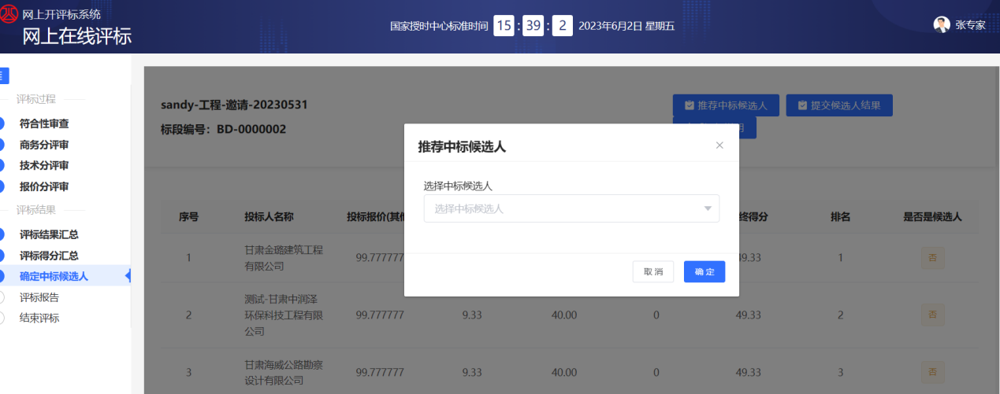 网上开评标系统
网上在线评标
国家授时中心标准时间 15 : 39 : 2 2023年6月2日 星期五
张专家
评标过程
符合性审查
商务分评审
技术分评审
报价分评审
评标结果
评标结果汇总
评标得分汇总
确定中标候选人
评标报告
结束评标
sandy-工程-邀请-20230531
标段编号：BD-0000002
推荐中标候选人
提交候选人结果
推荐中标候选人
选择中标候选人
选择中标候选人
取 消
确 定
序号 投标人名称 投标报价(其他 终得分 排名 是否是候选人
1 甘肃金璐建筑工程 99.777777 49.33 1 否
有限公司
测试-甘肃中润泽
2 环保科技工程有限 99.777777 9.33 40.00 0 49.33 2 否
公司
3 甘肃海威公路勘察 99.777777 9.33 40.00 0 49.33 3 否
设计有限公司